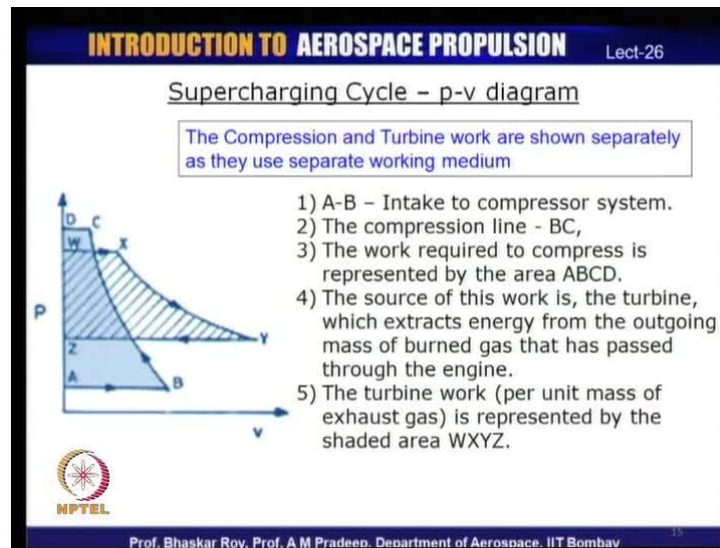 INTRODUCTION TO AEROSPACE PROPULSION
Lect-26
Supercharging Cycle – p-v diagram
The Compression and Turbine work are shown separately
as they use separate working medium
D C
W X
P
Z Y
A B
v
1) A-B – Intake to compressor system.
2) The compression line - BC,
3) The work required to compress is
represented by the area ABCD.
4) The source of this work is, the turbine,
which extracts energy from the outgoing
mass of burned gas that has passed
through the engine.
5) The turbine work (per unit mass of
exhaust gas) is represented by the
shaded area WXYZ.
NPTEL
Prof. Bhaskar Roy, Prof. A M Pradeep, Department of Aerospace, IIT Bombay
15